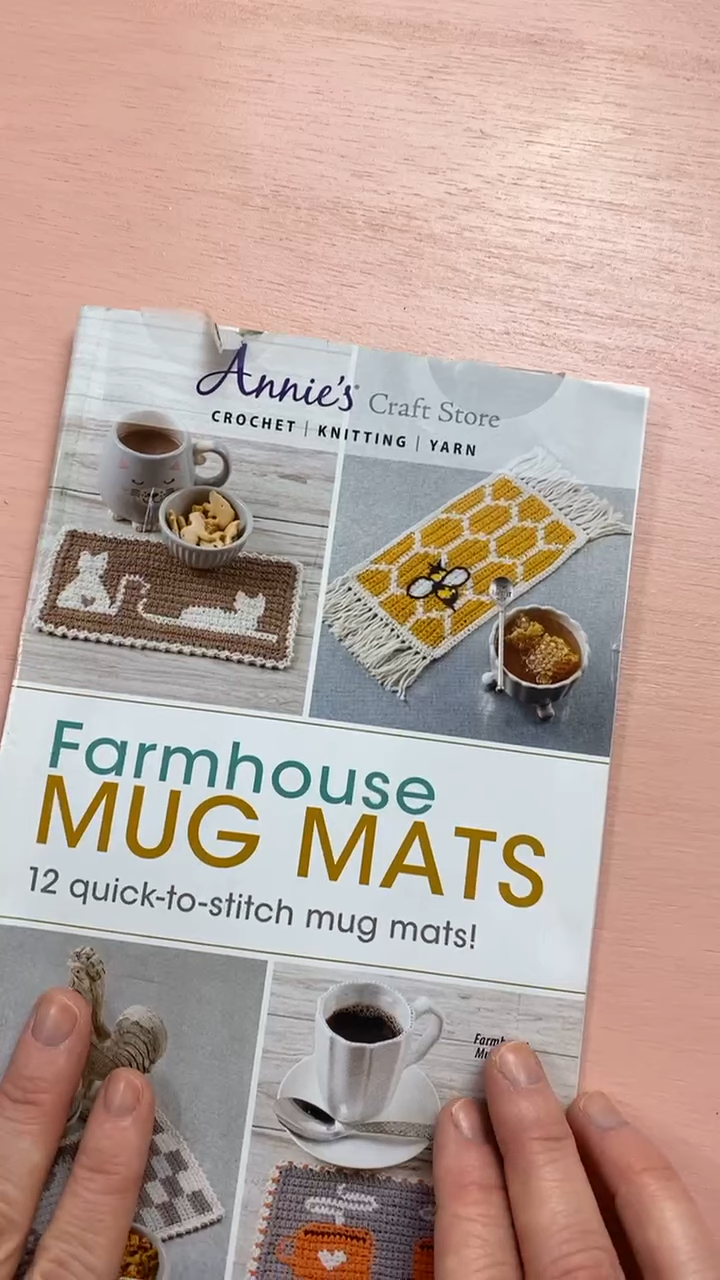 Annie's® Craft Store
CROCHET | KNITTING | YARN
Farmhouse
MUG MATS
12 quick-to-stitch mug mats!